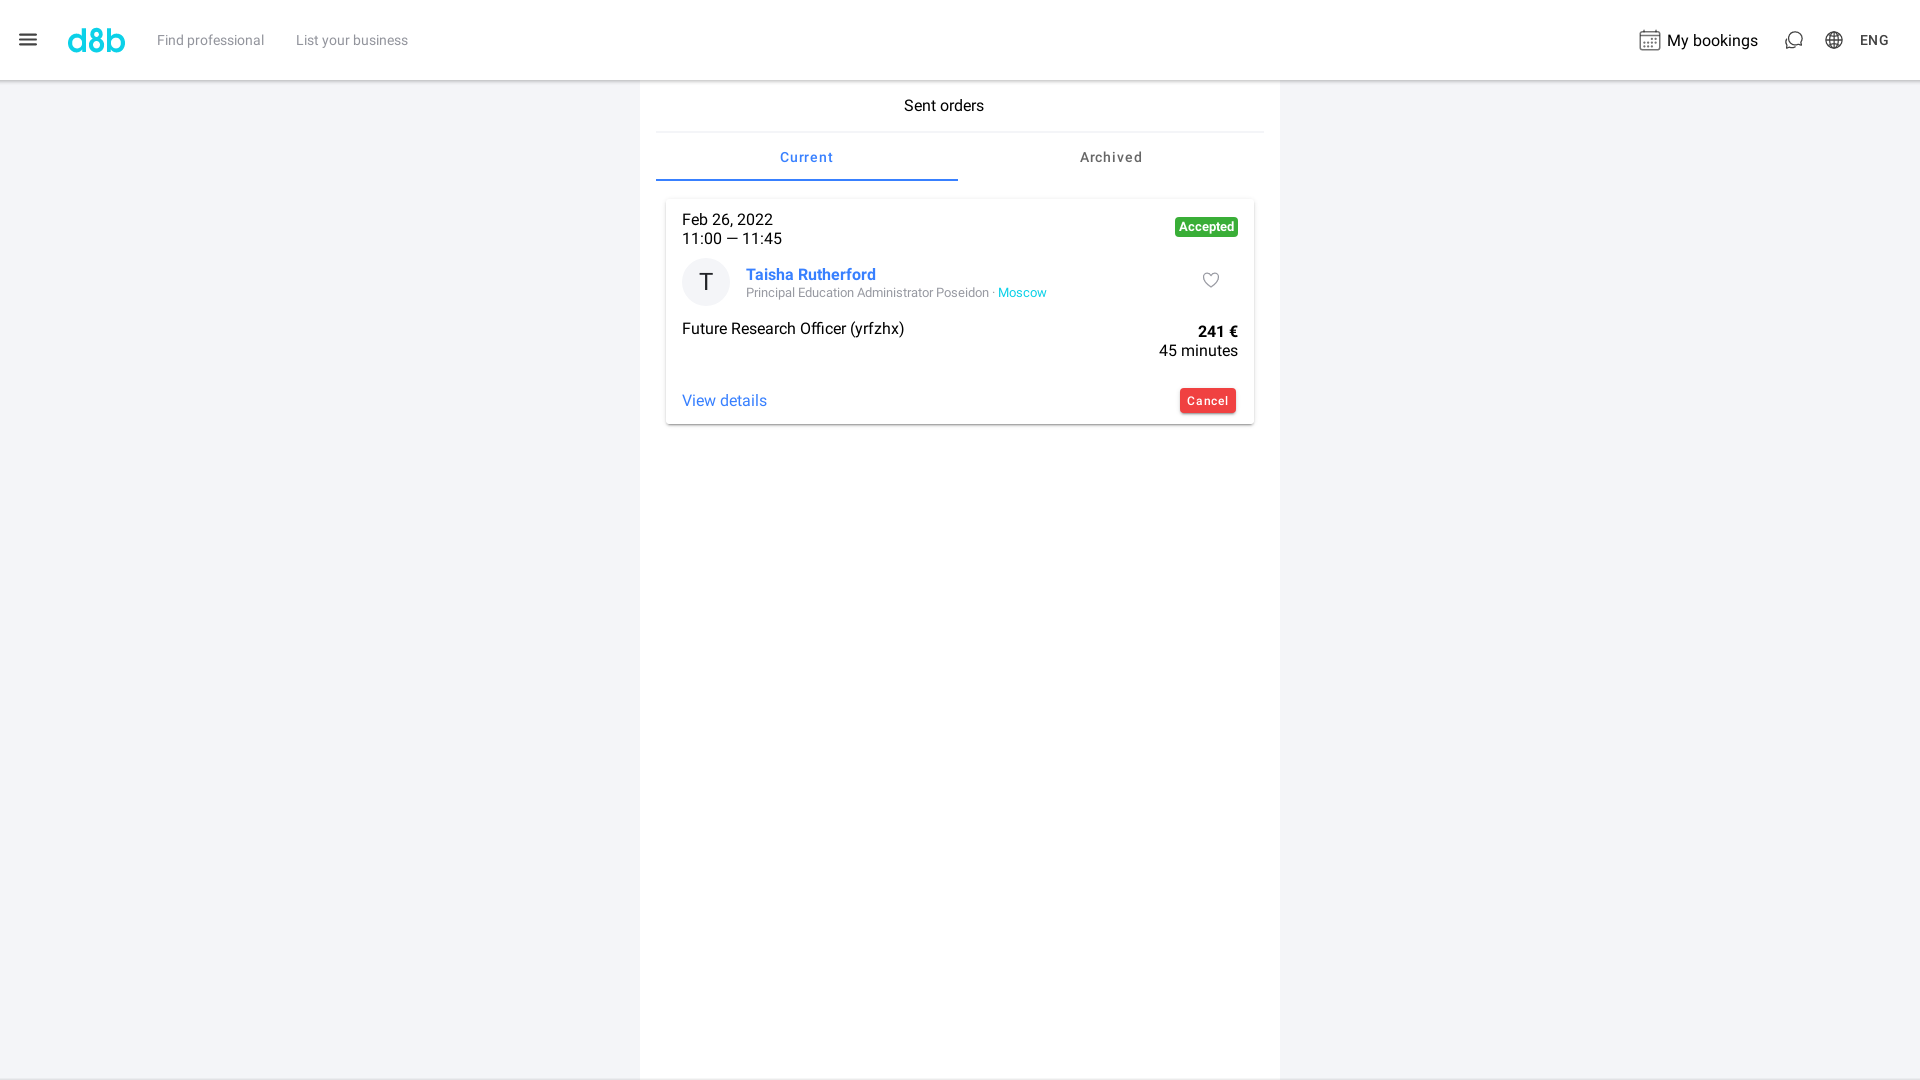 d8b
Find professional
List your business
My bookings
ENG
Sent orders
Current
Archived
Feb 26, 2022
11:00 — 11:45
Accepted
T
Taisha Rutherford
Principal Education Administrator Poseidon · Moscow
Future Research Officer (yrfzhx)
241 €
45 minutes
View details
Cancel